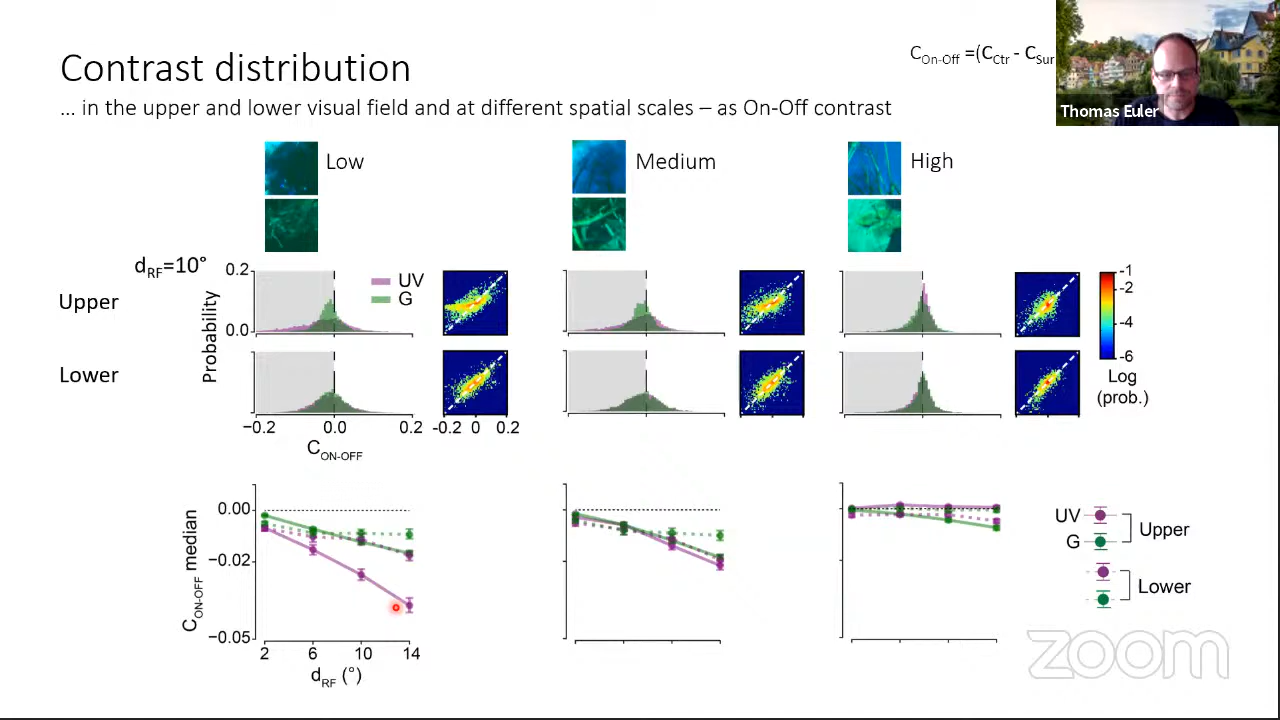 Contrast distribution
C_On-Off =(C_Ctr - C_Sur
Thomas Euler
... in the upper and lower visual field and at different spatial scales – as On-Off contrast
Low
Medium
High
d_RF=10°
Upper
Lower
Probability
0.2
0.0
UV
G
−0.2 0.0 0.2
-0.2 0 0.2
C_ON-OFF
-1
-2
-4
-6
Log
(prob.)
C_ON-OFF median
0.00
−0.02
−0.05
2 6 10 14
d_RF (°)
UV
G
Upper
Lower
zoom